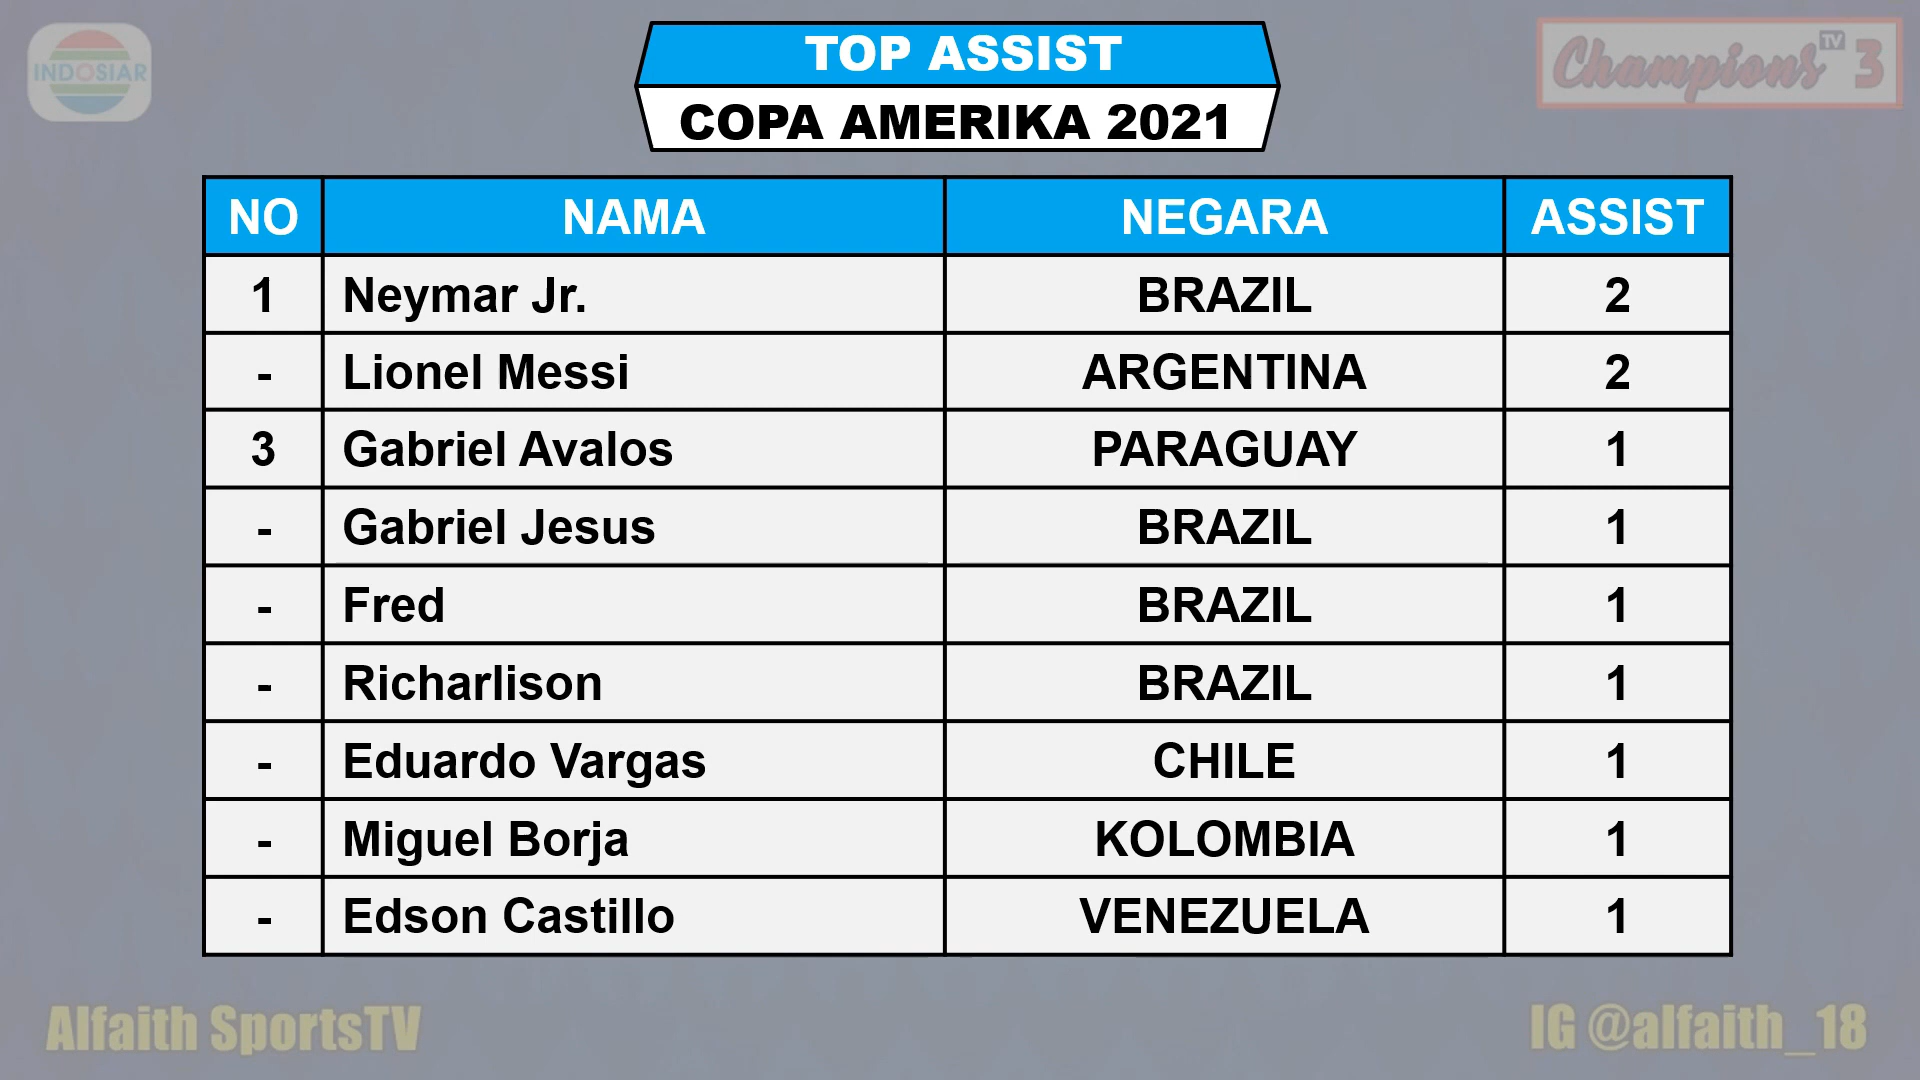 INDOSIAR
TOP ASSIST
COPA AMERIKA 2021
Champions TV 3
NO NAMA NEGARA ASSIST
1 Neymar Jr. BRAZIL 2
- Lionel Messi ARGENTINA 2
3 Gabriel Avalos PARAGUAY 1
- Gabriel Jesus BRAZIL 1
- Fred BRAZIL 1
- Richarlison BRAZIL 1
- Eduardo Vargas CHILE 1
- Miguel Borja KOLOMBIA 1
- Edson Castillo VENEZUELA 1
Alfaith SportsTV
IG @alfaith_18